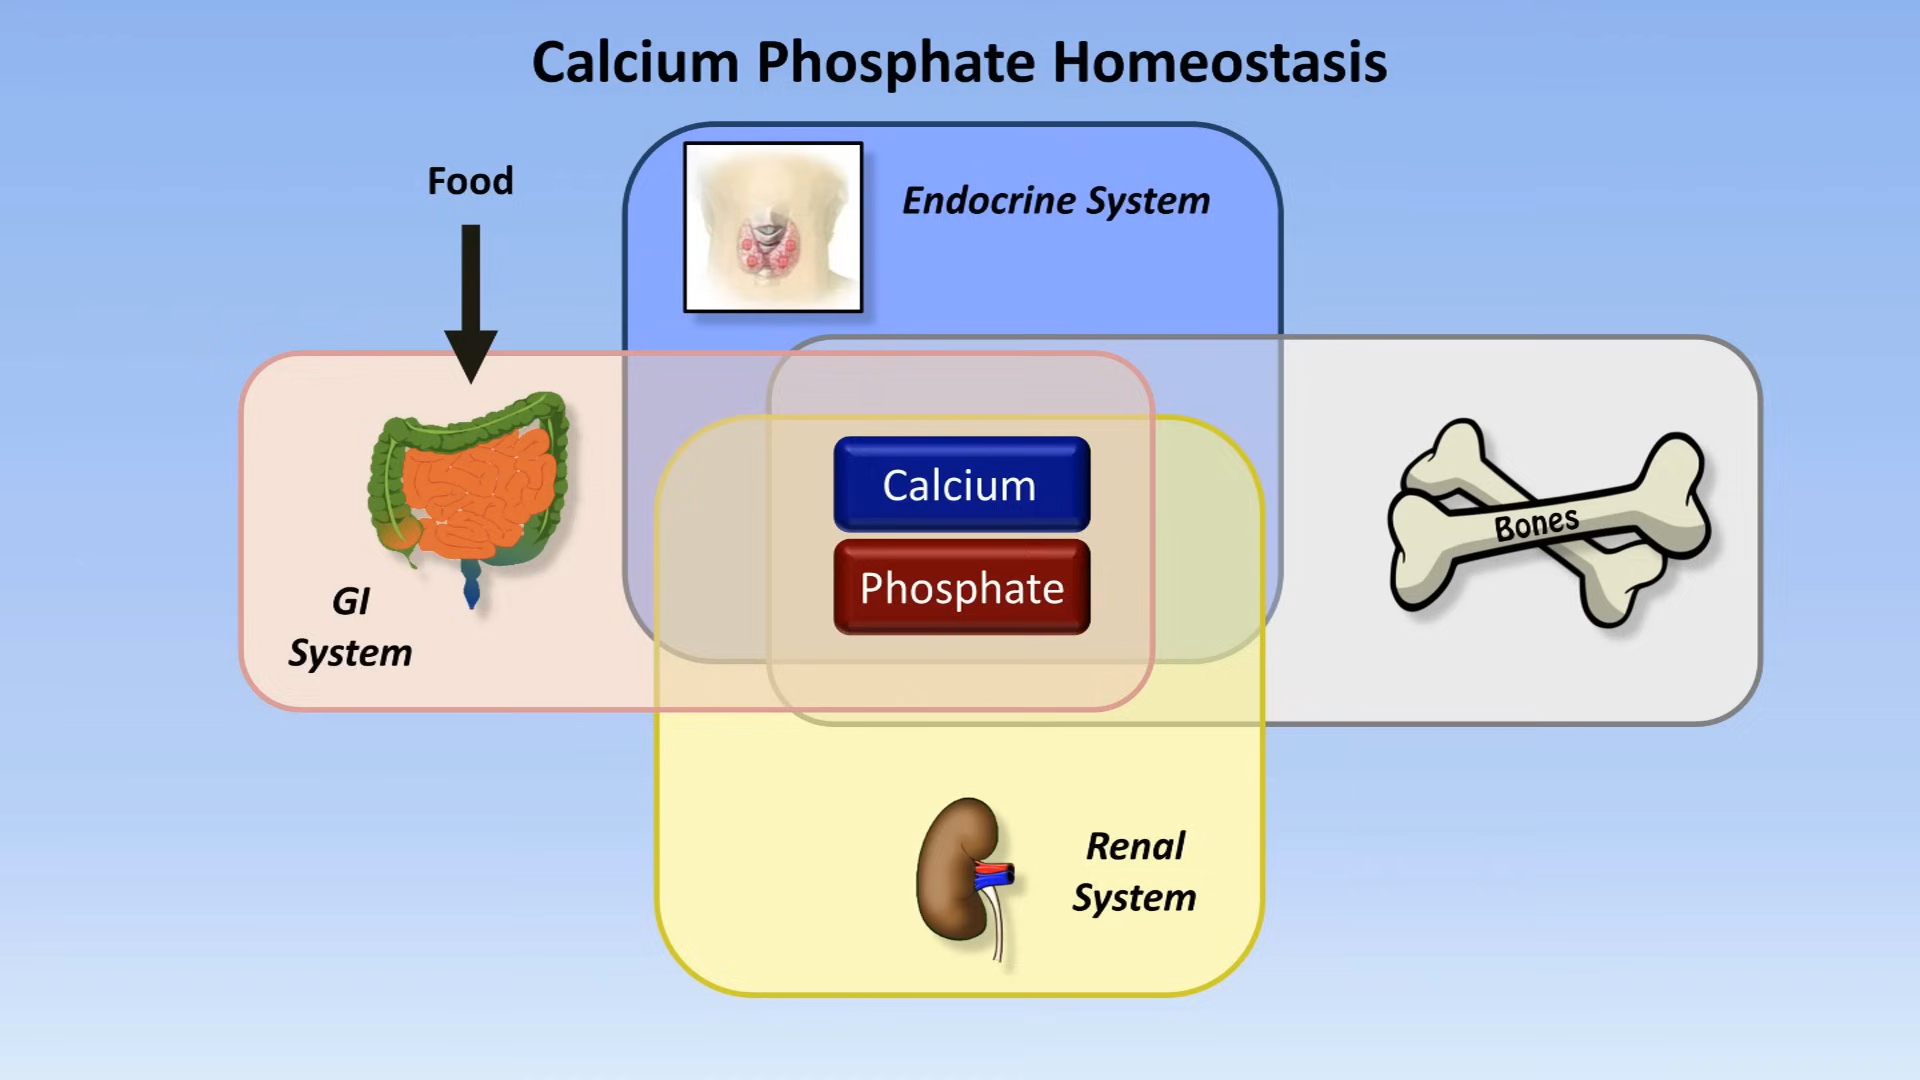 Calcium Phosphate Homeostasis
Food
Endocrine System
Calcium
Phosphate
Bones
GI
System
Renal
System